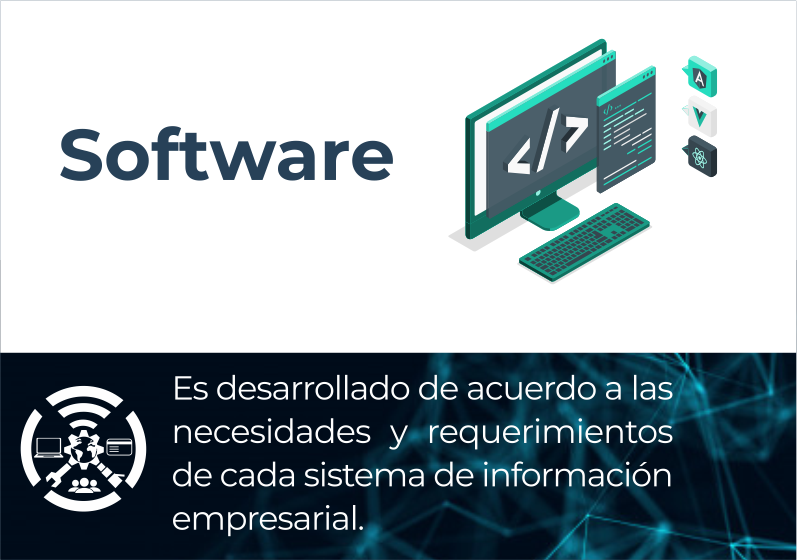 Software
</>
A
Es desarrollado de acuerdo a las
necesidades y requerimientos
de cada sistema de información
empresarial.